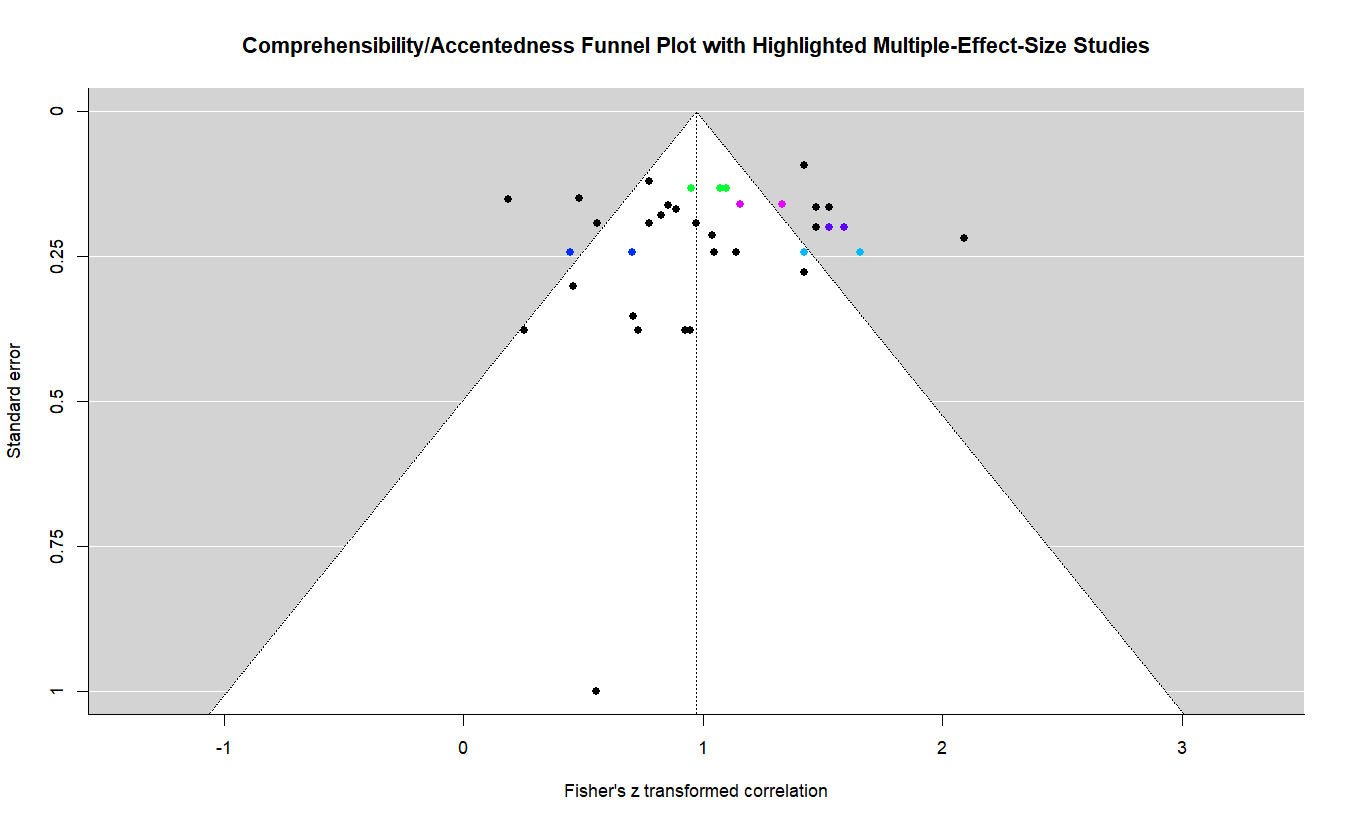 Comprehensibility/Accentedness Funnel Plot with Highlighted Multiple-Effect-Size Studies
0
0.25
0.5
0.75
1
Standard error
-1 0 1 2 3
Fisher's z transformed correlation